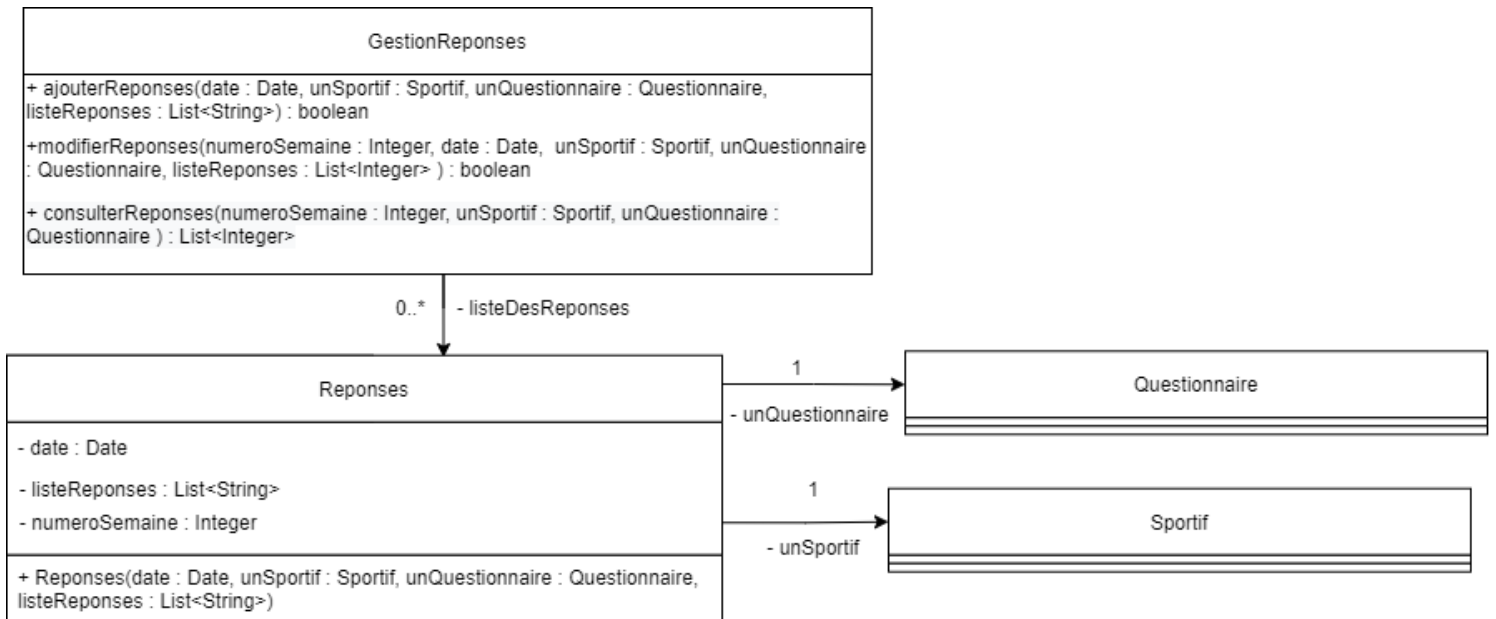 GestionReponses
+ ajouterReponses(date : Date, unSportif : Sportif, unQuestionnaire : Questionnaire,
listeReponses : List<String>) : boolean
+modifierReponses(numeroSemaine : Integer, date : Date, unSportif : Sportif, unQuestionnaire
: Questionnaire, listeReponses : List<Integer> ) : boolean
+ consulterReponses(numeroSemaine : Integer, unSportif : Sportif, unQuestionnaire :
Questionnaire ) : List<Integer>
0..* - listeDesReponses
Reponses
1
Questionnaire
- unQuestionnaire
- date : Date
- listeReponses : List<String>
- numeroSemaine : Integer
1
Sportif
- unSportif
+ Reponses(date : Date, unSportif : Sportif, unQuestionnaire : Questionnaire,
listeReponses : List<String>)